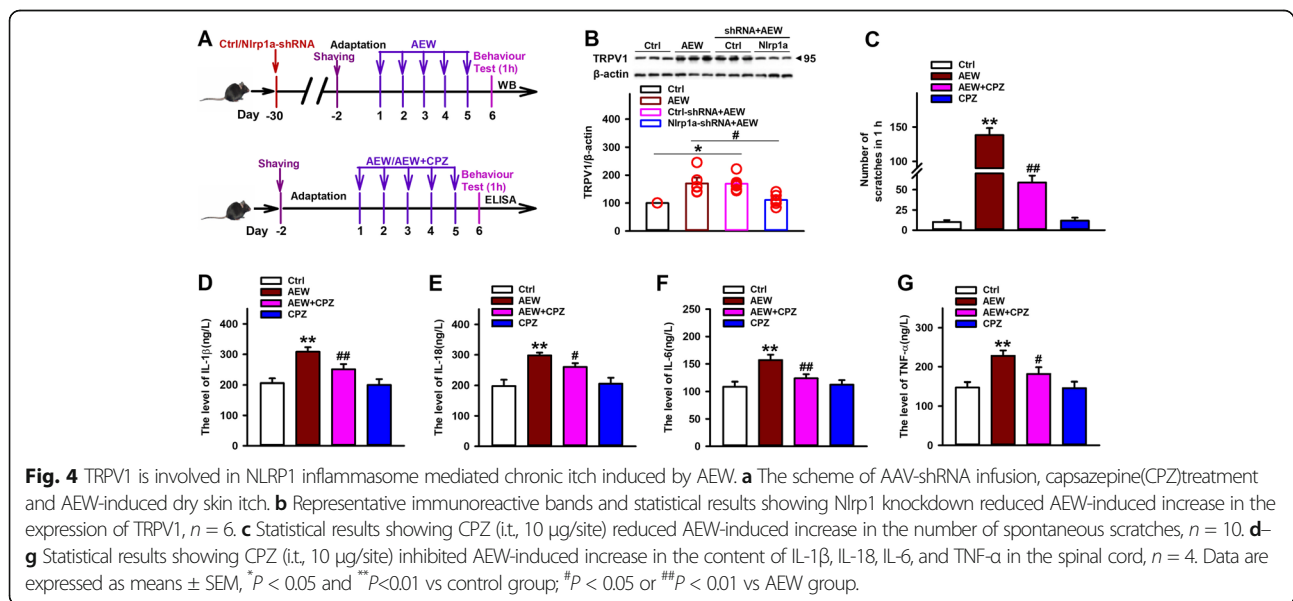 A
Ctrl/Nlrp1a-shRNA
Shaving
Adaptation
AEW
Behaviour
Test (1h)
WB
Day -30 -2 1 2 3 4 5 6
Shaving
Adaptation
AEW/AEW+CPZ
Behaviour
Test (1h)
ELISA
Day -2 1 2 3 4 5 6
B
shRNA+AEW
Ctrl AEW Ctrl Nlrp1a
TRPV1 ◄95
β-actin
Ctrl
AEW
Ctrl-shRNA+AEW
Nlrp1a-shRNA+AEW
TRPV1/β-actin
400
300
200
100
0
* #
C
Ctrl
AEW
AEW+CPZ
CPZ
Number of
scratches in 1 h
150
100
50
25
0
** ##
D
Ctrl
AEW
AEW+CPZ
CPZ
The level of IL-1β(ng/L)
400
300
200
100
0
** ##
E
Ctrl
AEW
AEW+CPZ
CPZ
The level of IL-18(ng/L)
400
300
200
100
0
** #
F
Ctrl
AEW
AEW+CPZ
CPZ
The level of IL-6(ng/L)
200
150
100
50
0
** ##
G
Ctrl
AEW
AEW+CPZ
CPZ
The level of TNF-α(ng/L)
300
200
100
0
** #
Fig. 4 TRPV1 is involved in NLRP1 inflammasome mediated chronic itch induced by AEW. a The scheme of AAV-shRNA infusion, capsazepine(CPZ)treatment
and AEW-induced dry skin itch. b Representative immunoreactive bands and statistical results showing Nlrp1 knockdown reduced AEW-induced increase in the
expression of TRPV1, n = 6. c Statistical results showing CPZ (i.t., 10 μg/site) reduced AEW-induced increase in the number of spontaneous scratches, n = 10. d–
g Statistical results showing CPZ (i.t., 10 μg/site) inhibited AEW-induced increase in the content of IL-1β, IL-18, IL-6, and TNF-α in the spinal cord, n = 4. Data are
expressed as means ± SEM, *P < 0.05 and **P<0.01 vs control group; #P < 0.05 or ##P < 0.01 vs AEW group.